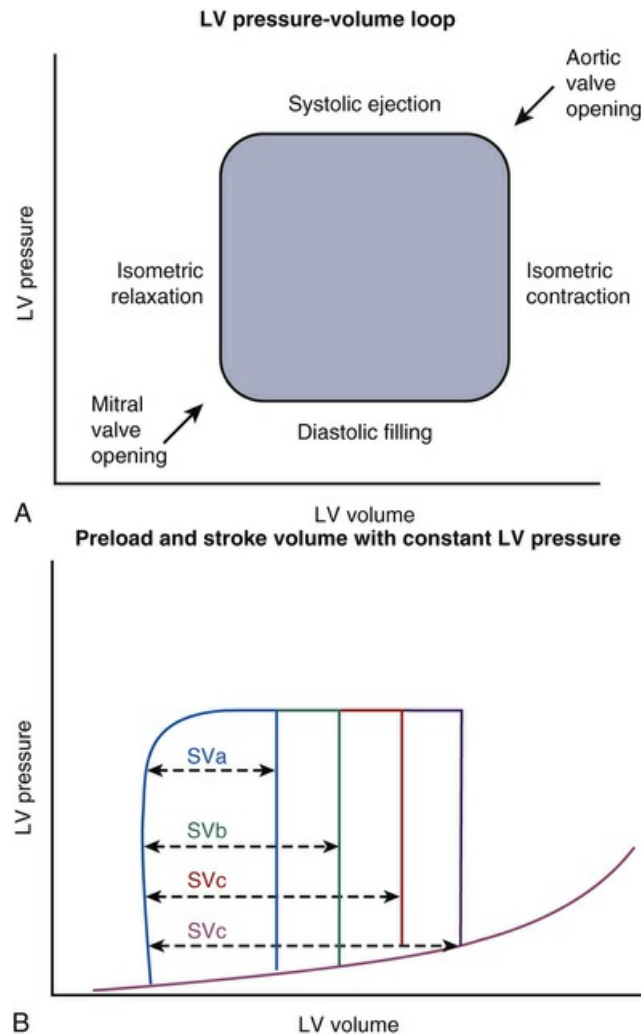 LV pressure-volume loop
Aortic
valve
opening
Systolic ejection
LV pressure
Isometric
relaxation
Isometric
contraction
Mitral
valve
opening
Diastolic filling
A
LV volume
Preload and stroke volume with constant LV pressure
LV pressure
SVa
SVb
SVc
SVc
B
LV volume